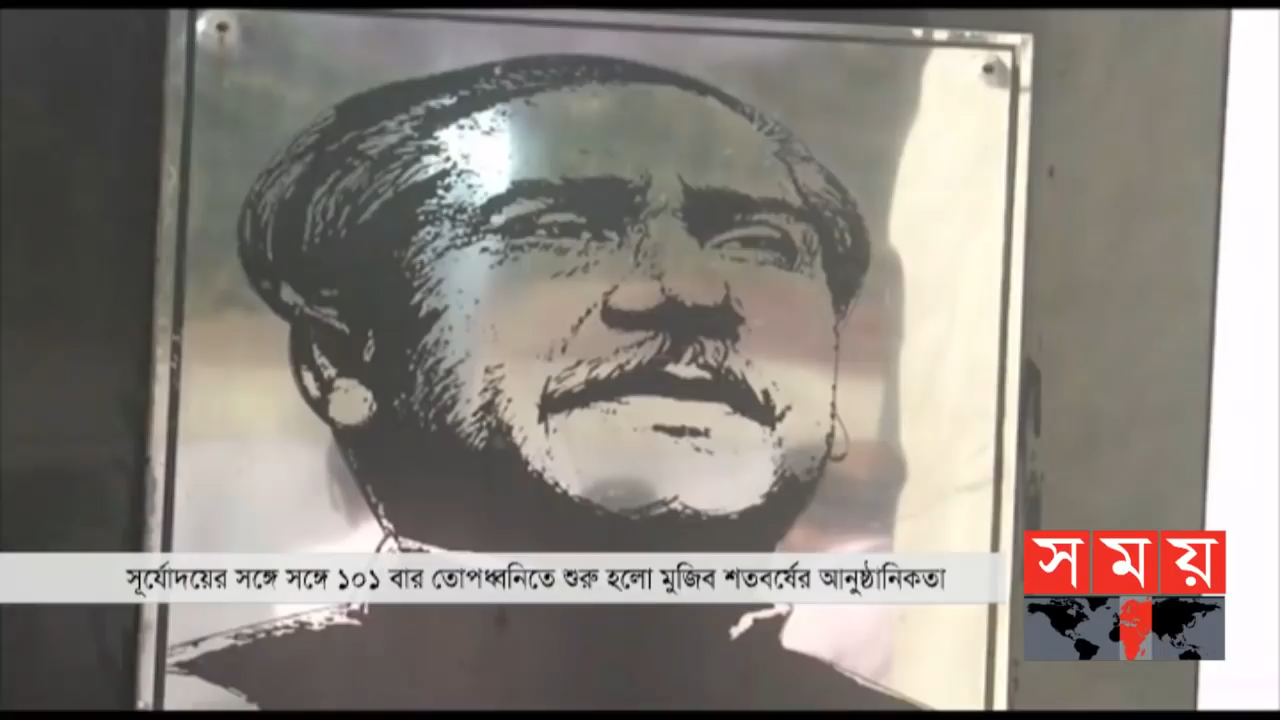 সূর্যোদয়ের সঙ্গে সঙ্গে ১০১ বার তোপধ্বনিতে শুরু হলো মুজিব শতবর্ষের আনুষ্ঠানিকতা
সময়